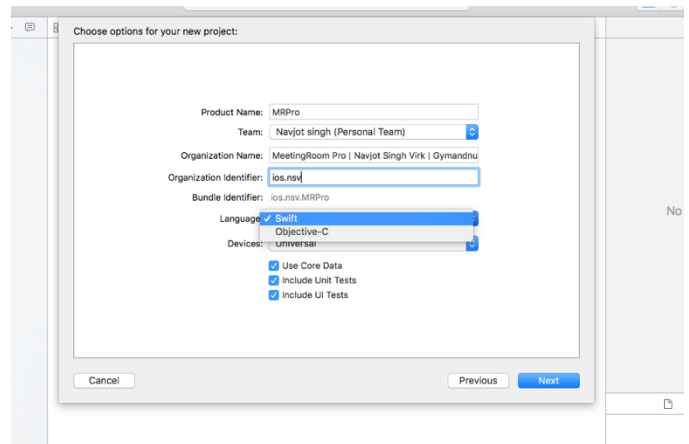 Choose options for your new project:
Product Name: MRPro
Team: Navjot singh (Personal Team)
Organization Name: MeetingRoom Pro | Navjot Singh Virk | Gymandnu
Organization Identifier: ios.nsv
Bundle Identifier: ios.nsv.MRPro
Language ✓ Swift
Objective-C
Devices: Universal
Use Core Data
Include Unit Tests
Include UI Tests
No
Cancel Previous Next